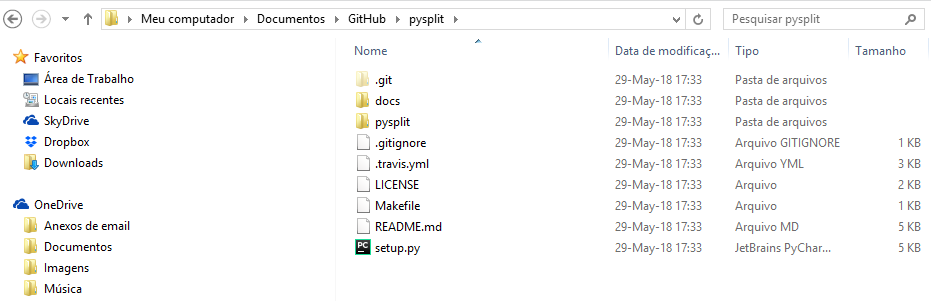 Meu computador Documentos GitHub pysplit
Pesquisar pysplit
Favoritos
Área de Trabalho
Locais recentes
SkyDrive
Dropbox
Downloads
OneDrive
Anexos de email
Documentos
Imagens
Música
Nome Data de modificaç... Tipo Tamanho
.git 29-May-18 17:33 Pasta de arquivos
docs 29-May-18 17:33 Pasta de arquivos
pysplit 29-May-18 17:33 Pasta de arquivos
.gitignore 29-May-18 17:33 Arquivo GITIGNORE 1 KB
.travis.yml 29-May-18 17:33 Arquivo YML 3 KB
LICENSE 29-May-18 17:33 Arquivo 2 KB
Makefile 29-May-18 17:33 Arquivo 1 KB
README.md 29-May-18 17:33 Arquivo MD 5 KB
PC setup.py 29-May-18 17:33 JetBrains PyChar... 5 KB